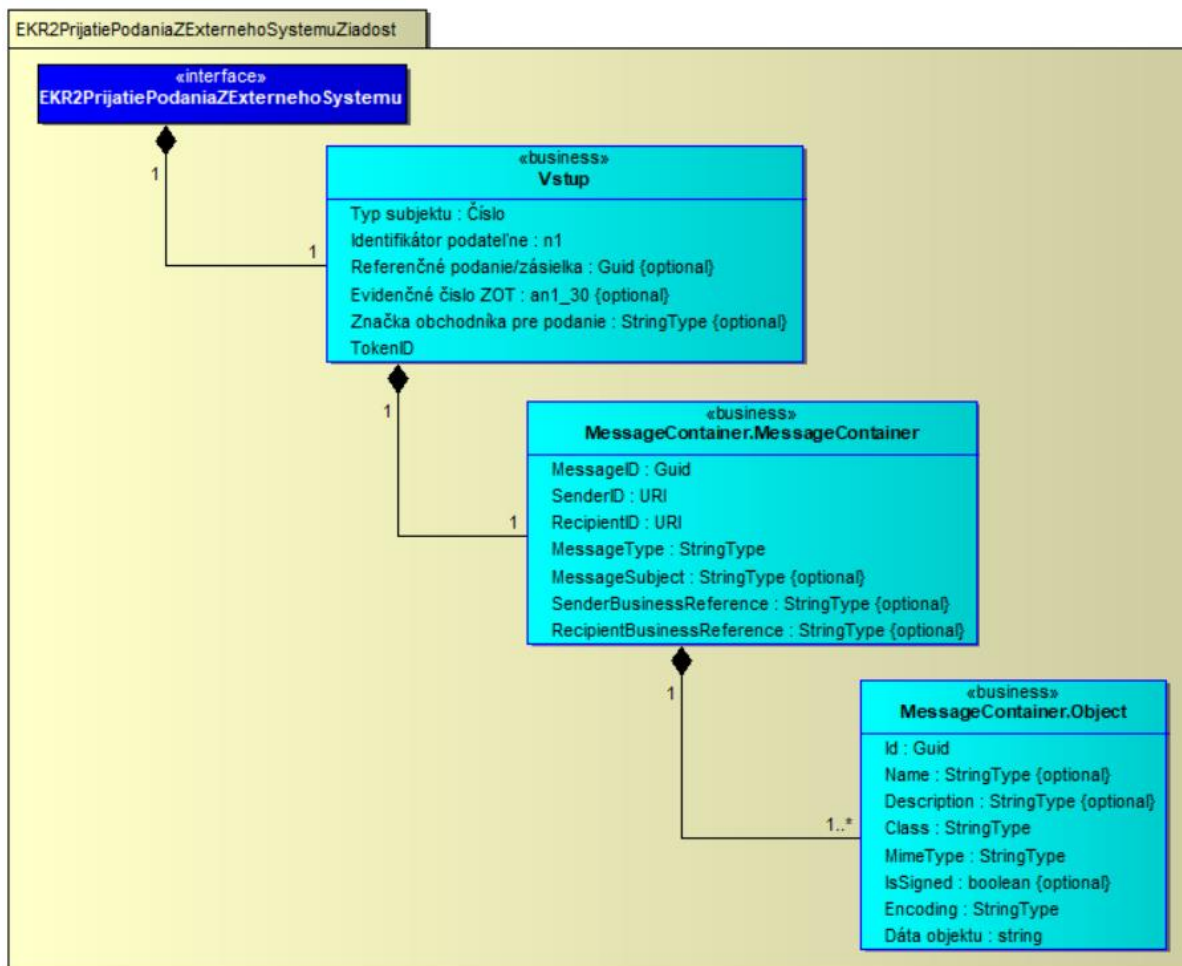 EKR2PrijatiePodaniaZExternehoSystemuZiadost
«interface»
EKR2PrijatiePodaniaZExternehoSystemu
1
1
«business»
Vstup
Typ subjektu : Číslo
Identifikátor podateľne : n1
Referenčné podanie/zásielka : Guid {optional}
Evidenčné čislo ZOT : an1_30 {optional}
Značka obchodníka pre podanie : StringType {optional}
TokenID
1
1
«business»
MessageContainer.MessageContainer
MessageID : Guid
SenderID : URI
RecipientID : URI
MessageType : StringType
MessageSubject : StringType {optional}
SenderBusinessReference : StringType {optional}
RecipientBusinessReference : StringType {optional}
1
1..*
«business»
MessageContainer.Object
Id : Guid
Name : StringType {optional}
Description : StringType {optional}
Class : StringType
MimeType : StringType
IsSigned : boolean {optional}
Encoding : StringType
Dáta objektu : string